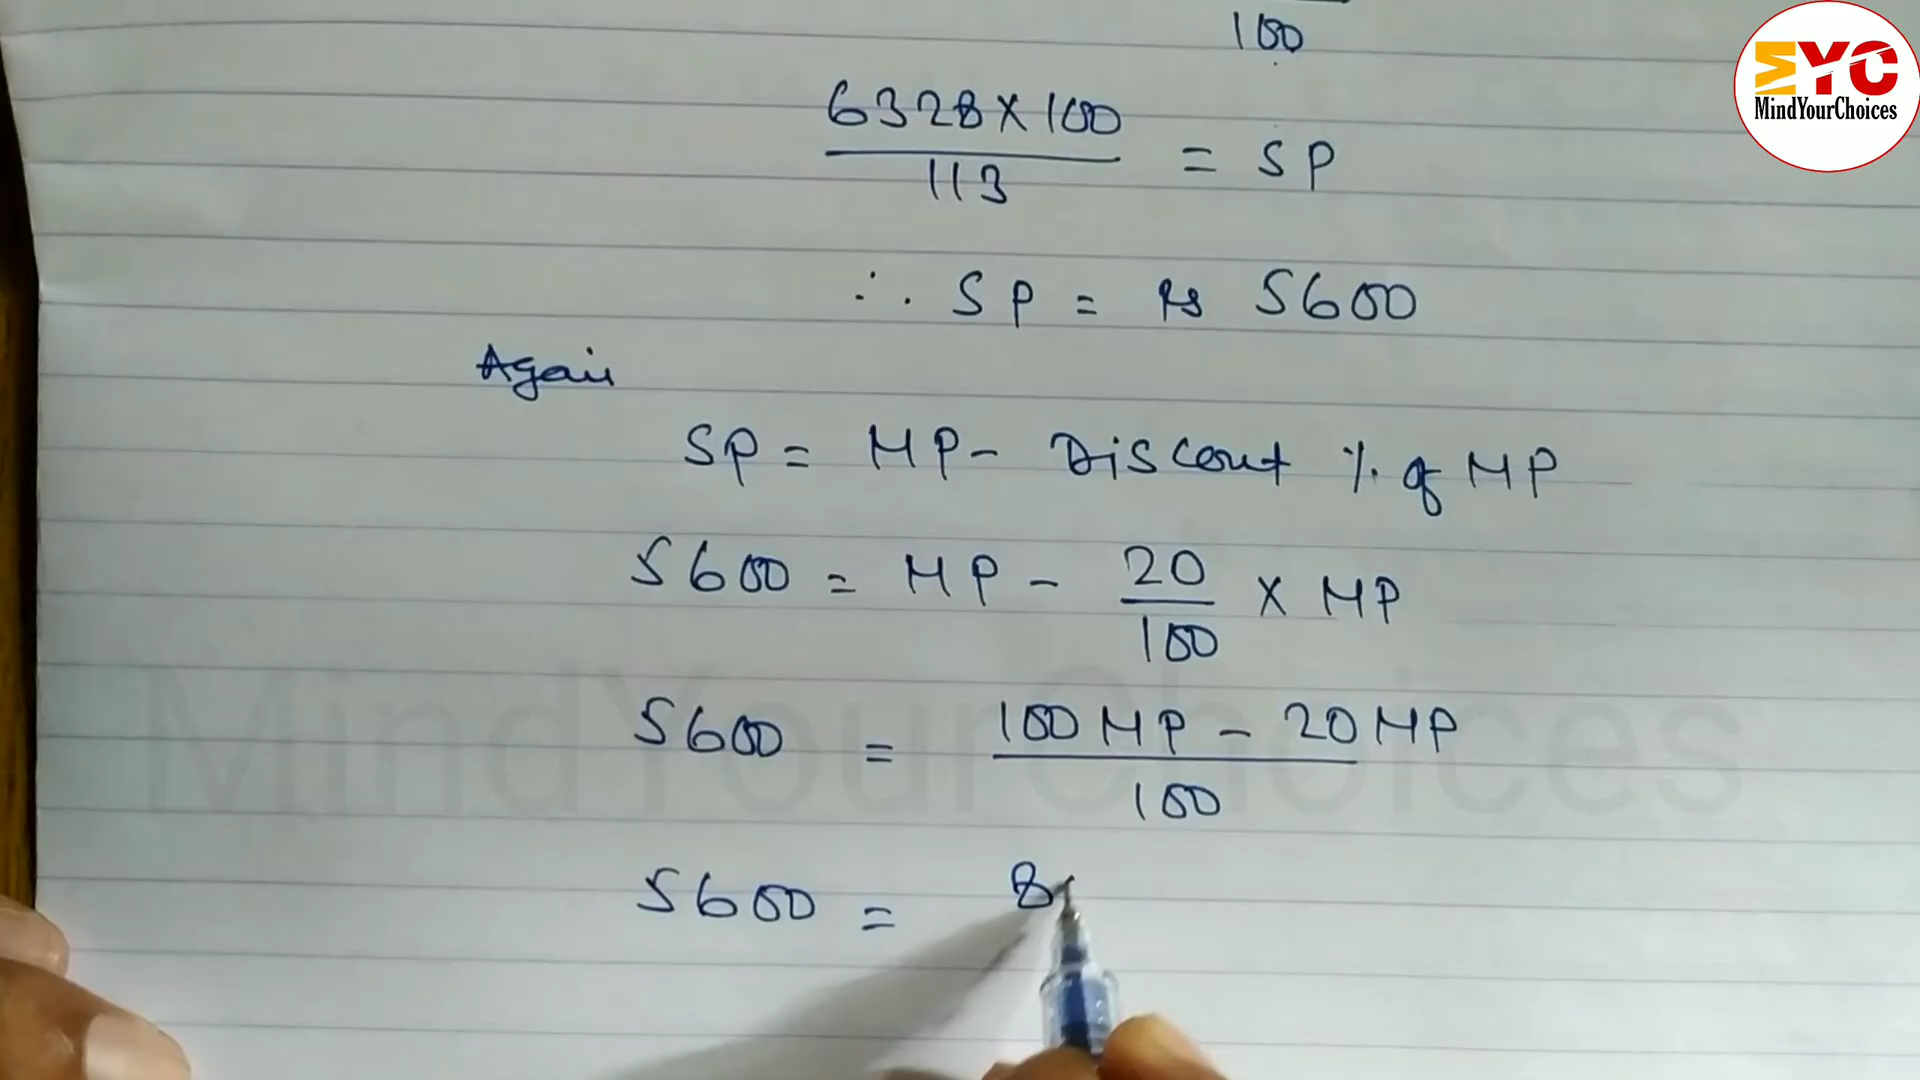 100
MYC
MindYourChoices
6328 × 100
113
= SP
∴ SP = Rs 5600
Again
SP = MP - Discount % of MP
5600 = MP - 20/100 × MP
5600 = 100 MP - 20 MP
100
5600 = 8
MindYourChoices